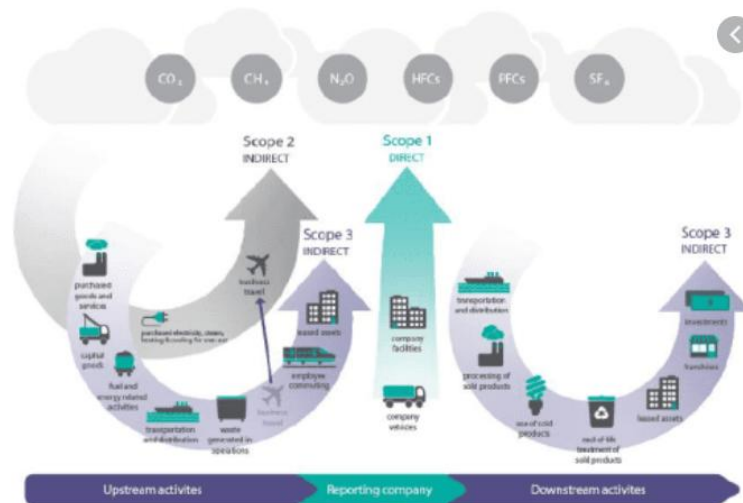 CO₂
CH₄
N₂O
HFCs
PFCs
SF₆
Scope 2
INDIRECT
Scope 1
DIRECT
Scope 3
INDIRECT
Scope 3
INDIRECT
purchased
goods and
services
capital
goods
fuel and
energy related
activities
transportation
and distribution
waste
generated in
operations
business
travel
purchased electricity, steam,
heating & cooling for own use
business
travel
employee
commuting
leased assets
company
facilities
company
vehicles
transportation
and distribution
processing of
sold products
use of sold
products
end-of-life
treatment of
sold products
leased assets
franchises
investments
Upstream activites
Reporting company
Downstream activites